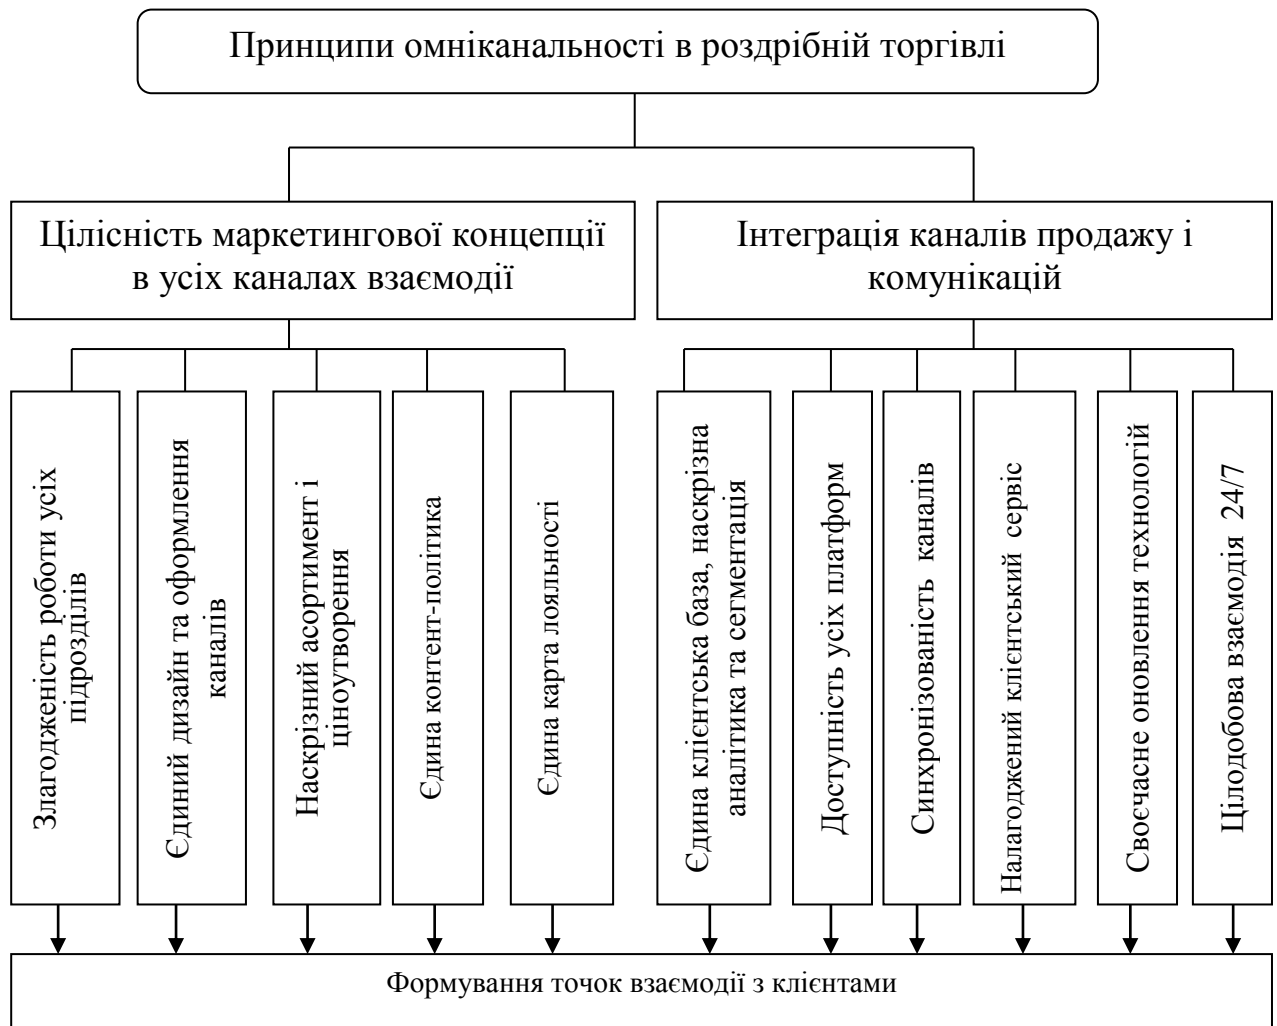 Принципи омніканальності в роздрібній торгівлі
Цілісність маркетингової концепції
в усіх каналах взаємодії
Інтеграція каналів продажу і
комунікацій
Злагодженість роботи усіх
підрозділів
Єдиний дизайн та оформлення
каналів
Наскрізний асортимент і
ціноутворення
Єдина контент-політика
Єдина карта лояльності
Єдина клієнтська база, наскрізна
аналітика та сегментація
Доступність усіх платформ
Синхронізованість каналів
Налагоджений клієнтський сервіс
Своєчасне оновлення технологій
Цілодобова взаємодія 24/7
Формування точок взаємодії з клієнтами